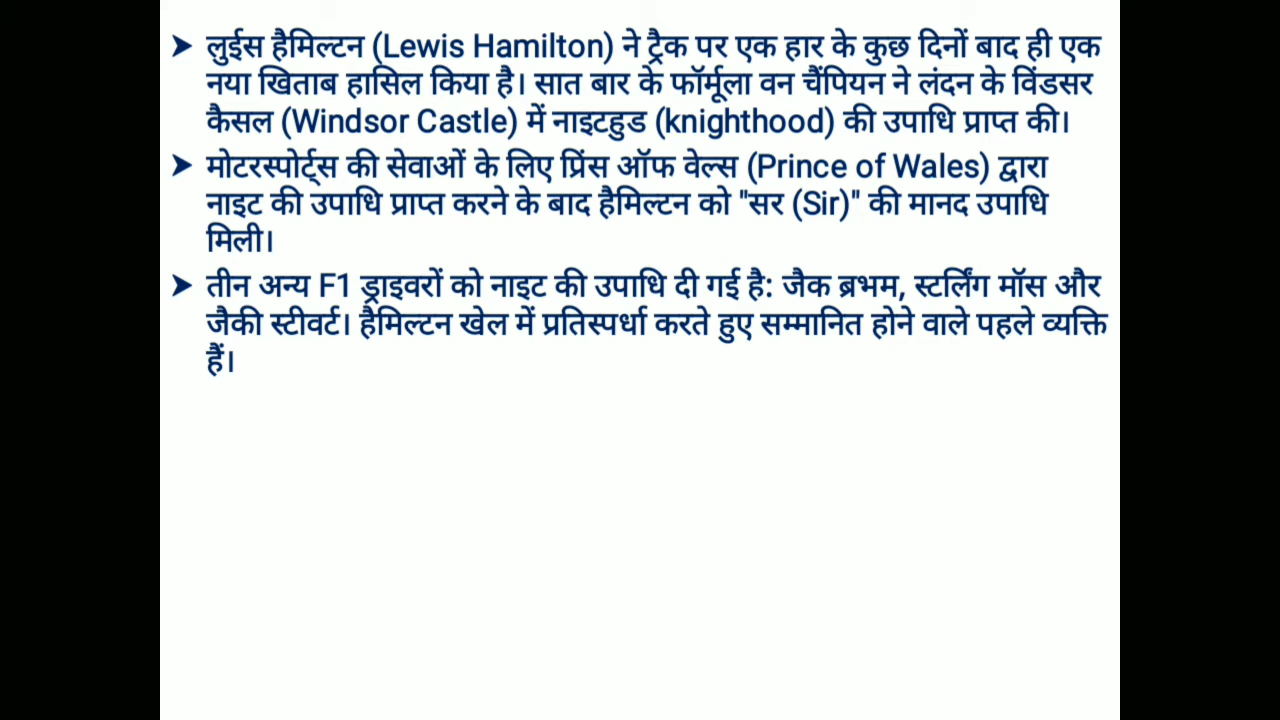 ➤ लुईस हैमिल्टन (Lewis Hamilton) ने ट्रैक पर एक हार के कुछ दिनों बाद ही एक
नया खिताब हासिल किया है। सात बार के फॉर्मूला वन चैंपियन ने लंदन के विंडसर
कैसल (Windsor Castle) में नाइटहुड (knighthood) की उपाधि प्राप्त की।
➤ मोटरस्पोर्ट्स की सेवाओं के लिए प्रिंस ऑफ वेल्स (Prince of Wales) द्वारा
नाइट की उपाधि प्राप्त करने के बाद हैमिल्टन को "सर (Sir)" की मानद उपाधि
मिली।
➤ तीन अन्य F1 ड्राइवरों को नाइट की उपाधि दी गई है: जैक ब्रभम, स्टर्लिंग मॉस और
जैकी स्टीवर्ट। हैमिल्टन खेल में प्रतिस्पर्धा करते हुए सम्मानित होने वाले पहले व्यक्ति
हैं।